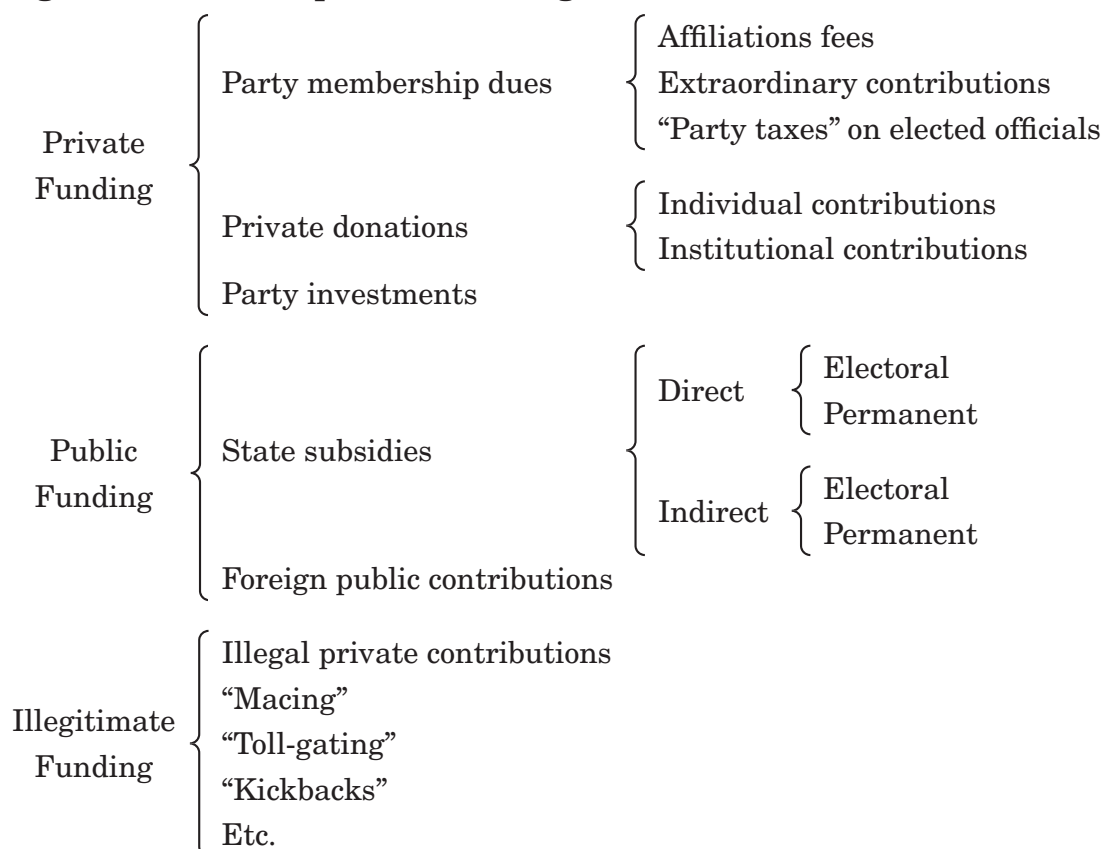 Party membership dues
Affiliations fees
Extraordinary contributions
“Party taxes” on elected officials
Private
Funding
Private donations
Individual contributions
Institutional contributions
Party investments
Public
Funding
State subsidies
Direct
Electoral
Permanent
Indirect
Electoral
Permanent
Foreign public contributions
Illegitimate
Funding
Illegal private contributions
“Macing”
“Toll-gating”
“Kickbacks”
Etc.